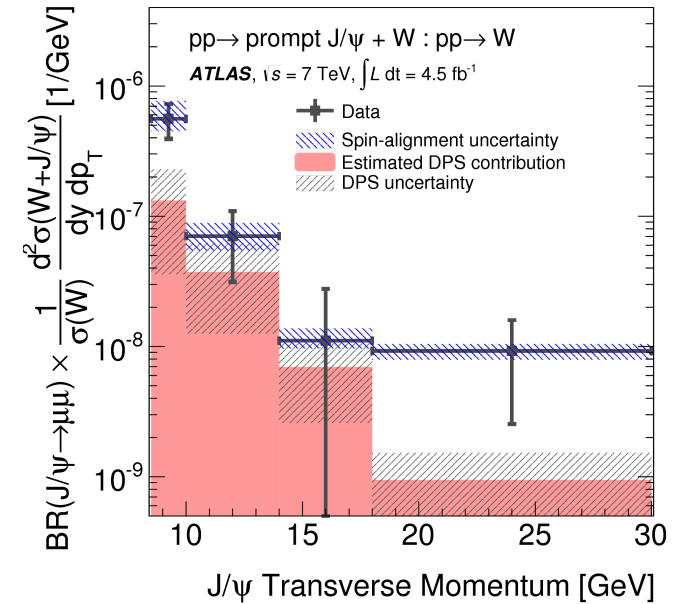 pp→ prompt J/ψ + W : pp→ W
ATLAS, √s = 7 TeV, ∫L dt = 4.5 fb⁻¹
Data
Spin-alignment uncertainty
Estimated DPS contribution
DPS uncertainty
BR(J/ψ→μμ) × 1/σ(W) d²σ(W+J/ψ)/dy dp_T [1/GeV]
10⁻⁶
10⁻⁷
10⁻⁸
10⁻⁹
10 15 20 25 30
J/ψ Transverse Momentum [GeV]